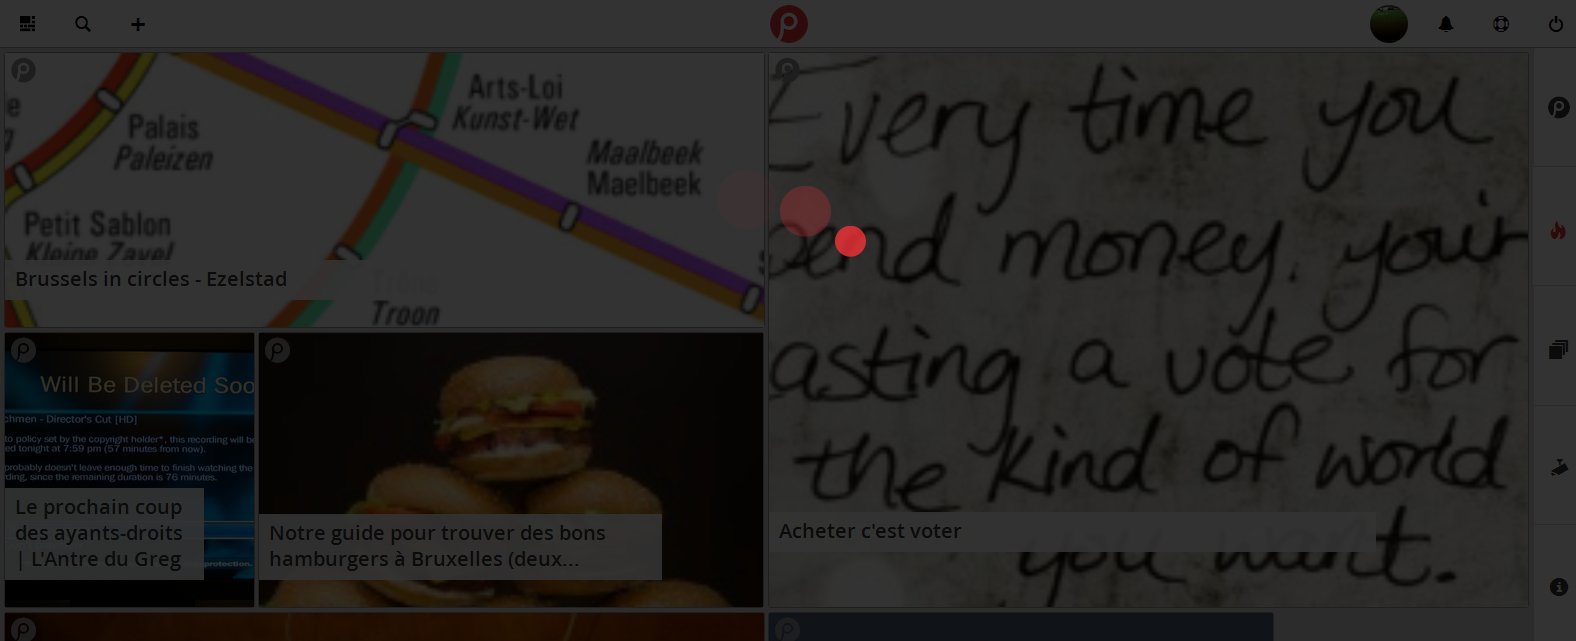 Palais
Paleizen
Arts-Loi
Kunst-Wet
Maalbeek
Maelbeek
Petit Sablon
Kleine Zavel
Troon
Brussels in circles - Ezelstad
Every time you
spend money, your
asting a vote for
the kind of world
you want.
Acheter c'est voter
Will Be Deleted Soo
chmen - Director's Cut [HD]
to policy set by the copyright holder*, this recording will be
ed tonight at 7:59 pm (57 minutes from now).
probably doesn't leave enough time to finish watching the
rding, since the remaining duration is 76 minutes.
protection.
Le prochain coup
des ayants-droits
| L'Antre du Greg
Notre guide pour trouver des bons
hamburgers à Bruxelles (deux...